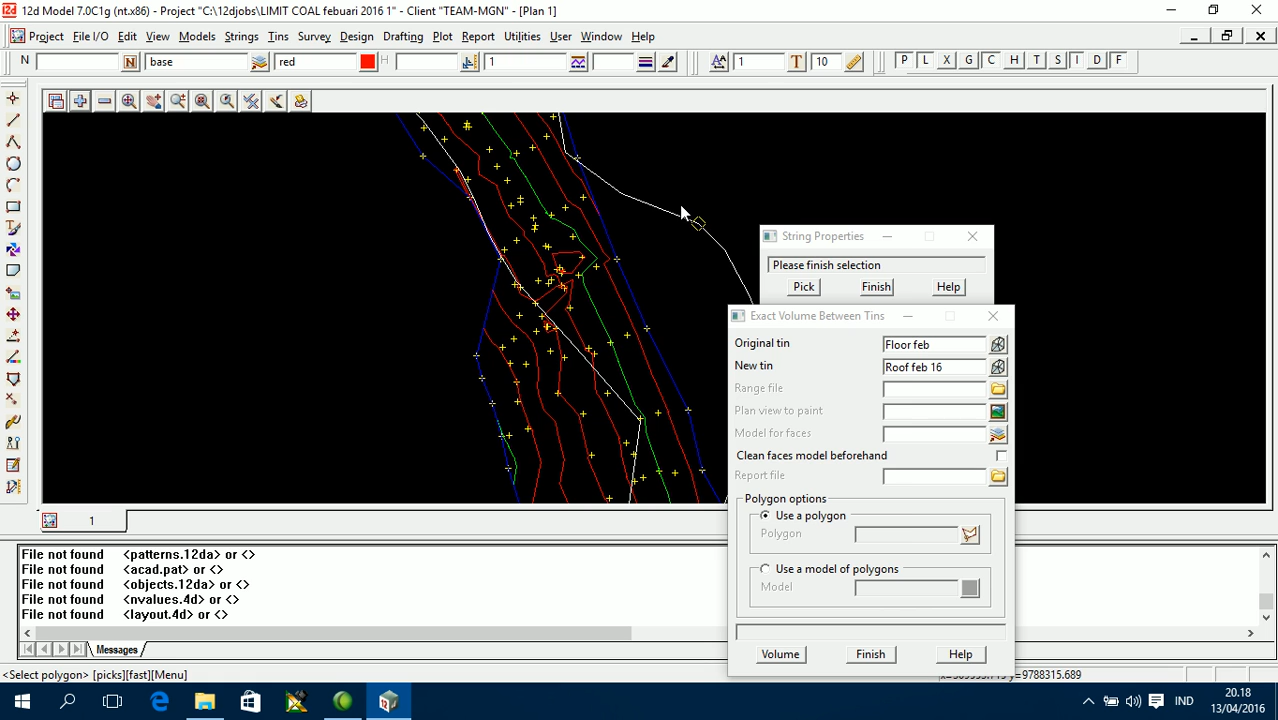 12d Model 7.0C1g (nt.x86) - Project "C:\12djobs\LIMIT COAL febuari 2016 1" - Client "TEAM-MGN" - [Plan 1]
Project File I/O Edit View Models Strings Tins Survey Design Drafting Plot Report Utilities User Window Help
N N base red H 1 1 T 10 P L X G C H T S I D F
String Properties
Please finish selection
Pick Finish Help
Exact Volume Between Tins
Original tin Floor feb
New tin Roof feb 16
Range file
Plan view to paint
Model for faces
Clean faces model beforehand
Report file
Polygon options
Use a polygon
Polygon
Use a model of polygons
Model
Volume Finish Help
1
File not found <patterns.12da> or <>
File not found <acad.pat> or <>
File not found <objects.12da> or <>
File not found <nvalues.4d> or <>
File not found <layout.4d> or <>
Messages
<Select polygon> [picks][fast][Menu]
y=9788315.689
IND
20.18
13/04/2016